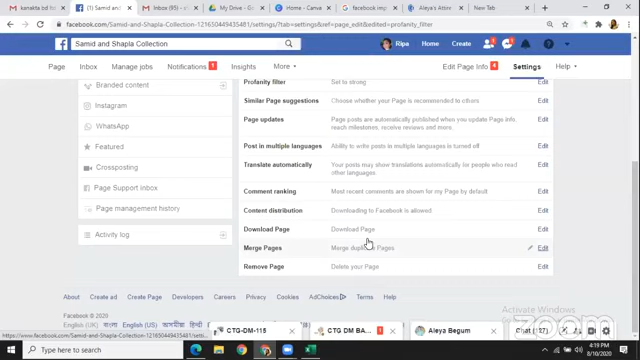 kanakta bd to
Samid and S
Inbox (95) - r
My Drive - G
Home - Canva
facebook imp
Aleya's Attire
New Tab
facebook.com/Samid-and-Shapla-Collection-101549449435481/settings/?tab=settings&ref=page_edit&edited=profanity_filter
Samid and Shapla Collection
Ripa Home Create
Page Inbox Manage jobs Notifications 1 Insights More Edit Page Info 4 Settings Help
Branded content
Instagram
WhatsApp
Featured
Crossposting
Page Support inbox
Page management history
Activity log
Profanity filter Set to strong Edit
Similar Page suggestions Choose whether your Page is recommended to others Edit
Page updates Page posts are automatically published when you update Page info, Edit
reach milestones, receive reviews and more
Post in multiple languages Ability to write posts in multiple languages is turned off Edit
Translate automatically Your posts may show translations automatically for people who read Edit
other languages
Comment ranking Most recent comments are shown for my Page by default Edit
Content distribution Downloading to Facebook is allowed Edit
Download Page Download Page Edit
Merge Pages Merge duplicate Pages Edit
Remove Page Delete your Page Edit
About Create ad Create Page Developers Careers Privacy Cookies AdChoices Terms Help
Facebook © 2020
English (US)
Activate Windows
zoom
CTG-DM-115
CTG DM BA...
Aleya Begum
Type here to search
4:19 PM
8/10/2020